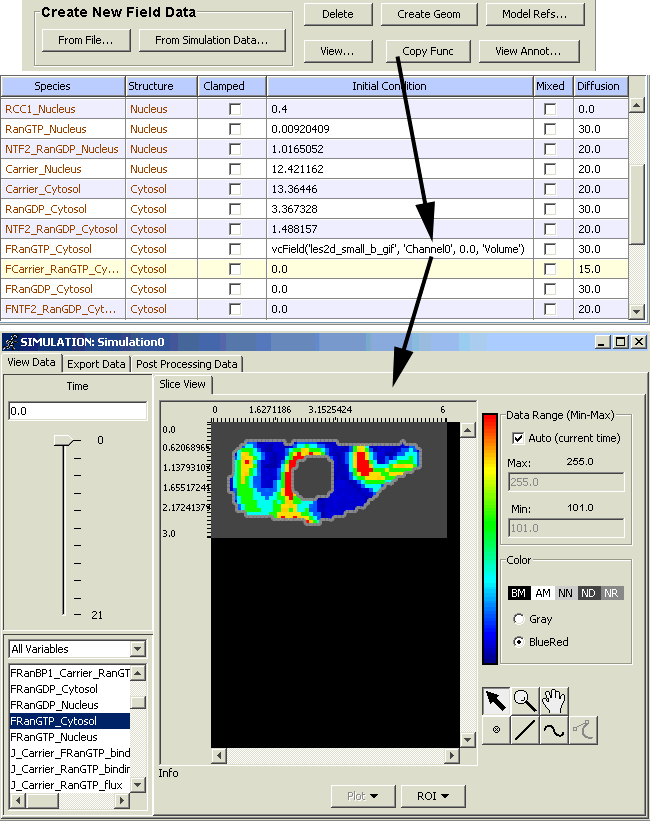 Create New Field Data
From File... From Simulation Data...
Delete Create Geom Model Refs...
View... Copy Func View Annot...
Species Structure Clamped Initial Condition Mixed Diffusion
RCC1_Nucleus Nucleus 0.4 0.0
RanGTP_Nucleus Nucleus 0.00920409 30.0
NTF2_RanGDP_Nucleus Nucleus 1.0165052 20.0
Carrier_Nucleus Nucleus 12.421162 20.0
Carrier_Cytosol Cytosol 13.36446 20.0
RanGDP_Cytosol Cytosol 3.367328 30.0
NTF2_RanGDP_Cytosol Cytosol 1.488157 20.0
FRanGTP_Cytosol Cytosol vcField('les2d_small_b_gif', 'Channel0', 0.0, 'Volume') 30.0
FCarrier_RanGTP_Cy... Cytosol 0.0 15.0
FRanGDP_Cytosol Cytosol 0.0 30.0
FNTF2_RanGDP_Cyt... Cytosol 0.0 20.0
SIMULATION: Simulation0
View Data Export Data Post Processing Data
Time
0.0
0
21
All Variables
FRanBP1_Carrier_RanGT
FRanGDP_Cytosol
FRanGDP_Nucleus
FRanGTP_Cytosol
FRanGTP_Nucleus
J_Carrier_FRanGTP_bind
J_Carrier_RanGTP_bindin
J_Carrier_RanGTP_flux
Slice View
0 1.6271186 3.1525424 6
0.0
0.62068965
1.13793103
1.65517241
2.17241379
3.0
Info
Plot ROI
Data Range (Min-Max)
Auto (current time)
Max: 255.0
255.0
Min: 101.0
101.0
Color
BM AM NN ND NR
Gray
BlueRed